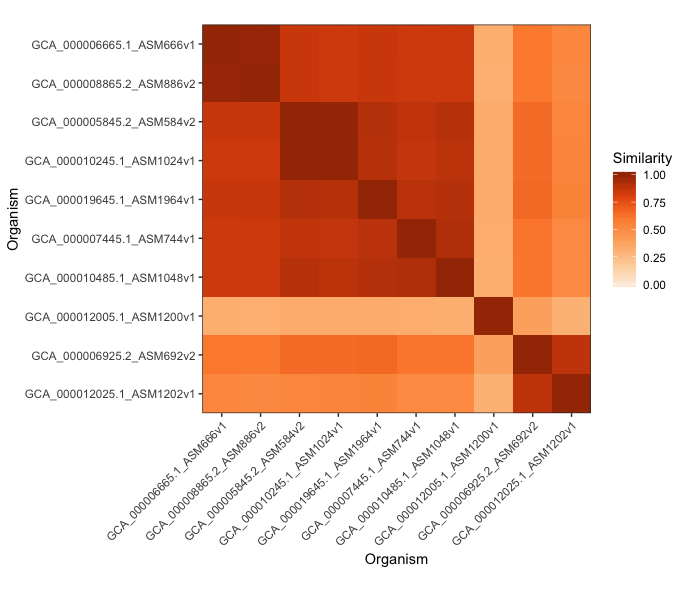 GCA_000006665.1_ASM666v1
GCA_000008865.2_ASM886v2
GCA_000005845.2_ASM584v2
GCA_000010245.1_ASM1024v1
GCA_000019645.1_ASM1964v1
GCA_000007445.1_ASM744v1
GCA_000010485.1_ASM1048v1
GCA_000012005.1_ASM1200v1
GCA_000006925.2_ASM692v2
GCA_000012025.1_ASM1202v1
Organism
Similarity
1.00
0.75
0.50
0.25
0.00
GCA_000006665.1_ASM666v1
GCA_000008865.2_ASM886v2
GCA_000005845.2_ASM584v2
GCA_000010245.1_ASM1024v1
GCA_000019645.1_ASM1964v1
GCA_000007445.1_ASM744v1
GCA_000010485.1_ASM1048v1
GCA_000012005.1_ASM1200v1
GCA_000006925.2_ASM692v2
GCA_000012025.1_ASM1202v1
Organism